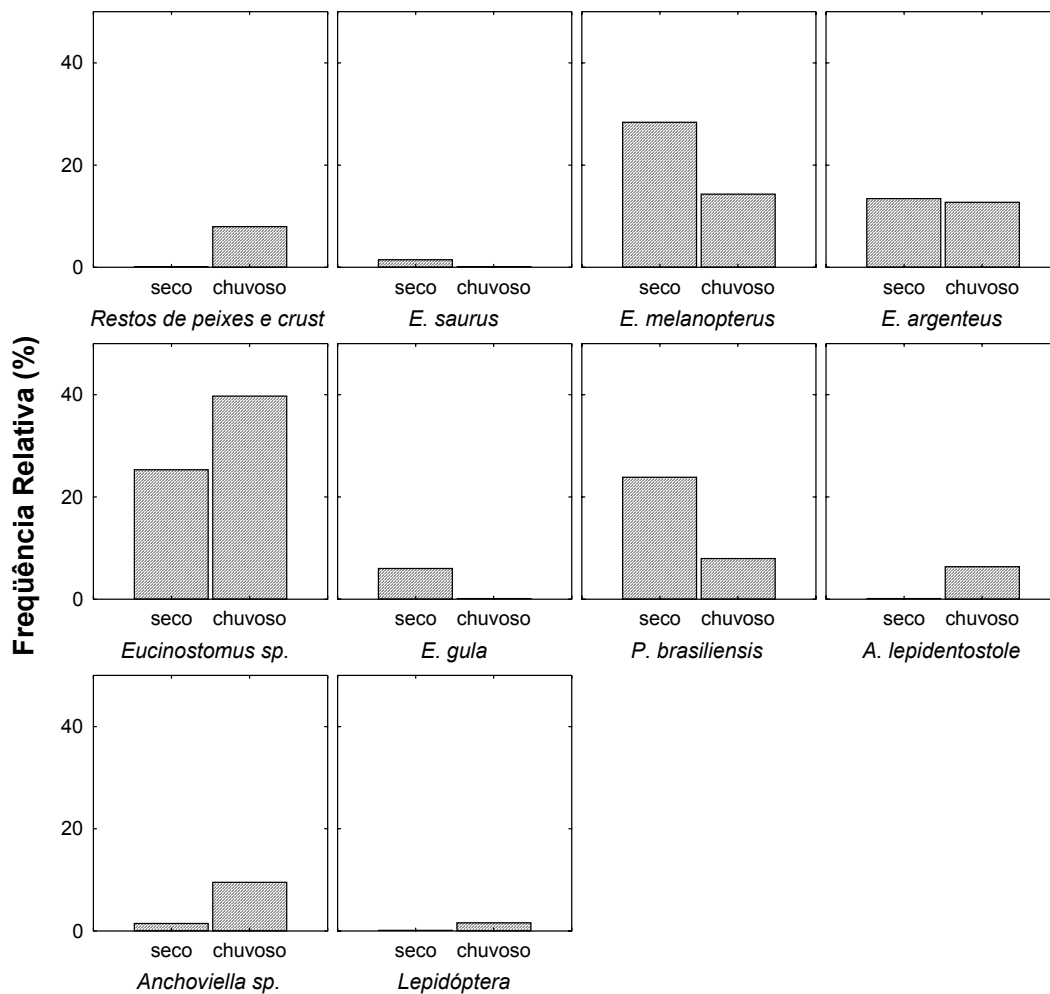 Freqüência Relativa (%)
40
20
0
seco chuvoso seco chuvoso seco chuvoso seco chuvoso
Restos de peixes e crust E. saurus E. melanopterus E. argenteus
40
20
0
seco chuvoso seco chuvoso seco chuvoso seco chuvoso
Eucinostomus sp. E. gula P. brasiliensis A. lepidentostole
40
20
0
seco chuvoso seco chuvoso
Anchoviella sp. Lepidóptera